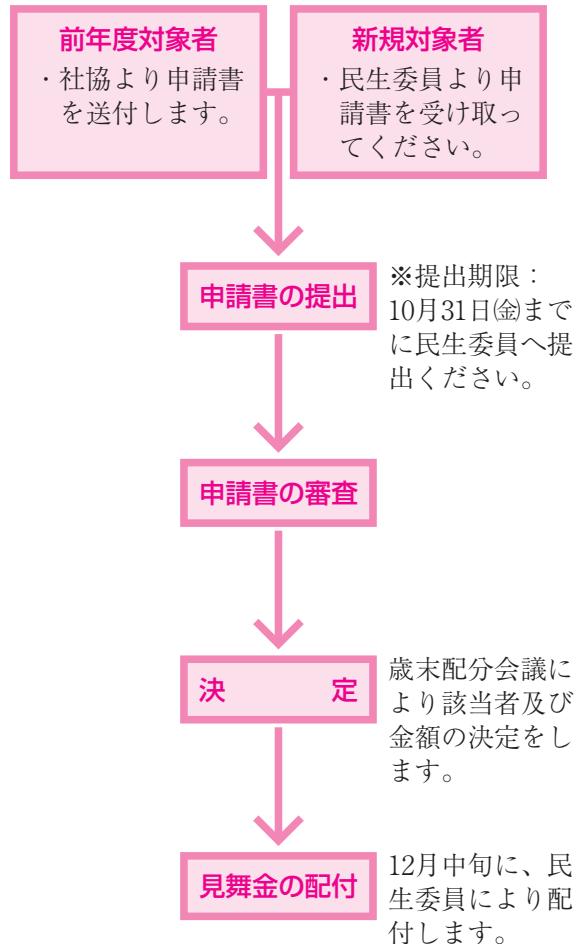 前年度対象者
・社協より申請書
を送付します。
新規対象者
・民生委員より申
請書を受け取っ
てください。
申請書の提出
※提出期限：
10月31日㈮まで
に民生委員へ提
出ください。
申請書の審査
決　　　定
歳末配分会議に
より該当者及び
金額の決定をし
ます。
見舞金の配付
12月中旬に、民
生委員により配
付します。